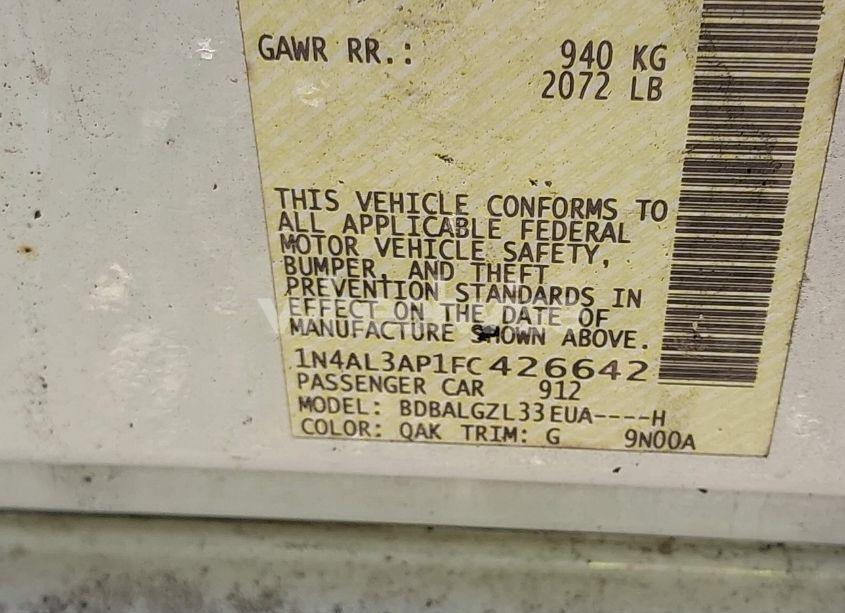 GAWR RR.: 940 KG
2072 LB
THIS VEHICLE CONFORMS TO
ALL APPLICABLE FEDERAL
MOTOR VEHICLE SAFETY,
BUMPER, AND THEFT
PREVENTION STANDARDS IN
EFFECT ON THE DATE OF
MANUFACTURE SHOWN ABOVE.
1N4AL3AP1FC426642
PASSENGER CAR 912
MODEL: BDBALGZL33EUA----H
COLOR: QAK TRIM: G 9N00A